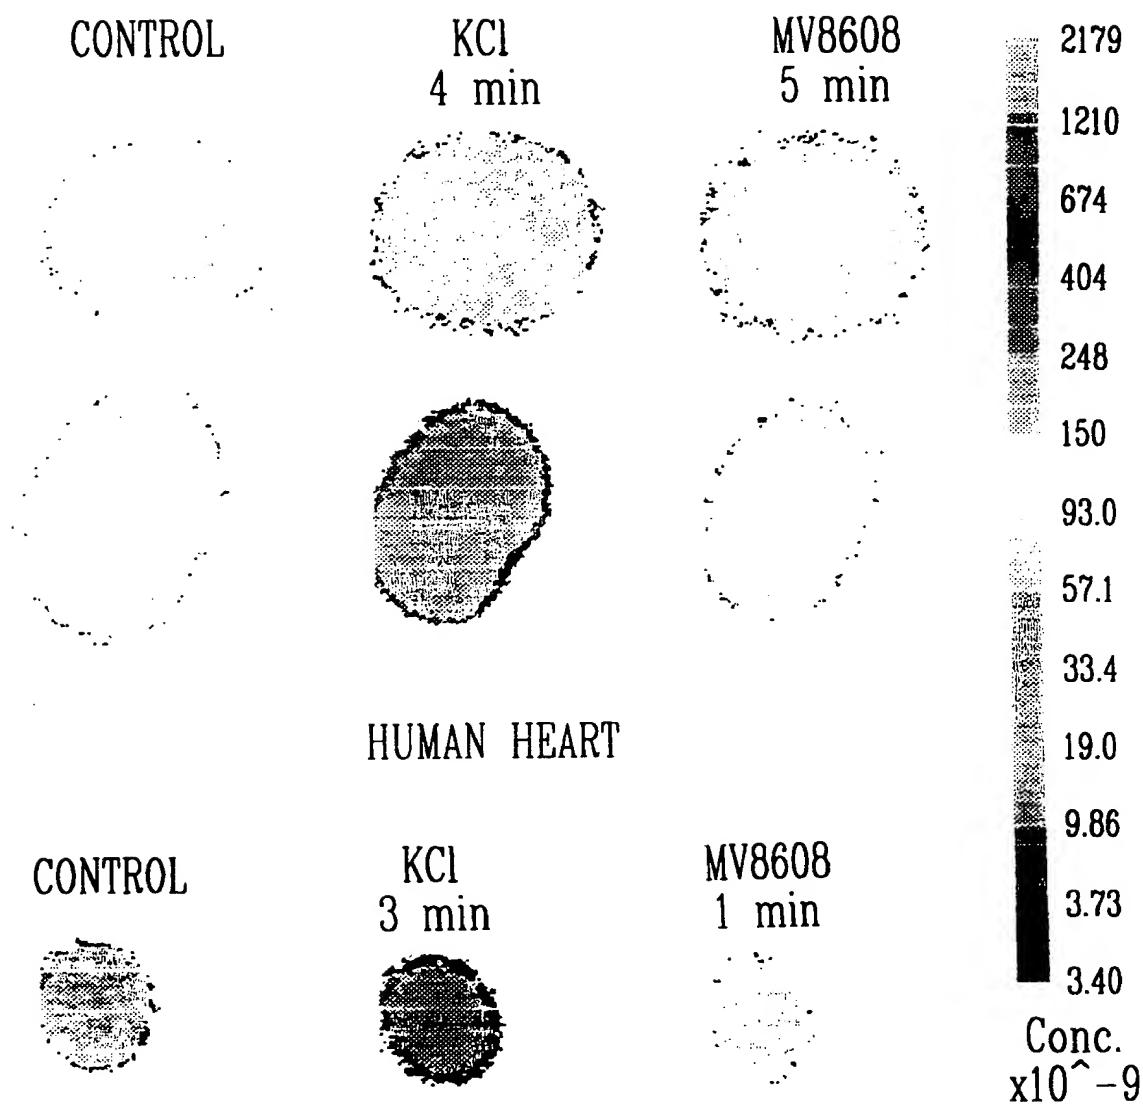 CONTROL
KCl
4 min
MV8608
5 min
2179
1210
674
404
248
150
93.0
57.1
33.4
19.0
9.86
3.73
3.40
Conc.
x10^-9
HUMAN HEART
CONTROL
KCl
3 min
MV8608
1 min